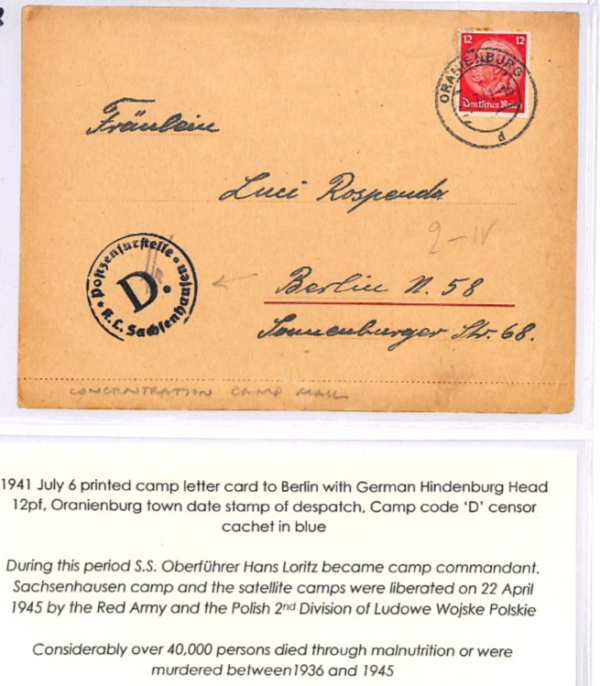 12 12
Deutsches Reich
ORANIENBURG
d
Fräulein
Luci Rospenda
2-IV
Postzensurstelle
D.
K.L. Sachsenhausen
Berlin N. 58
Sonnenburger Str. 68.
CONCENTRATION CAMP MAIL
1941 July 6 printed camp letter card to Berlin with German Hindenburg Head
12pf, Oranienburg town date stamp of despatch, Camp code ‘D’ censor
cachet in blue
During this period S.S. Oberführer Hans Loritz became camp commandant.
Sachsenhausen camp and the satellite camps were liberated on 22 April
1945 by the Red Army and the Polish 2nd Division of Ludowe Wojske Polskie
Considerably over 40,000 persons died through malnutrition or were
murdered between1936 and 1945